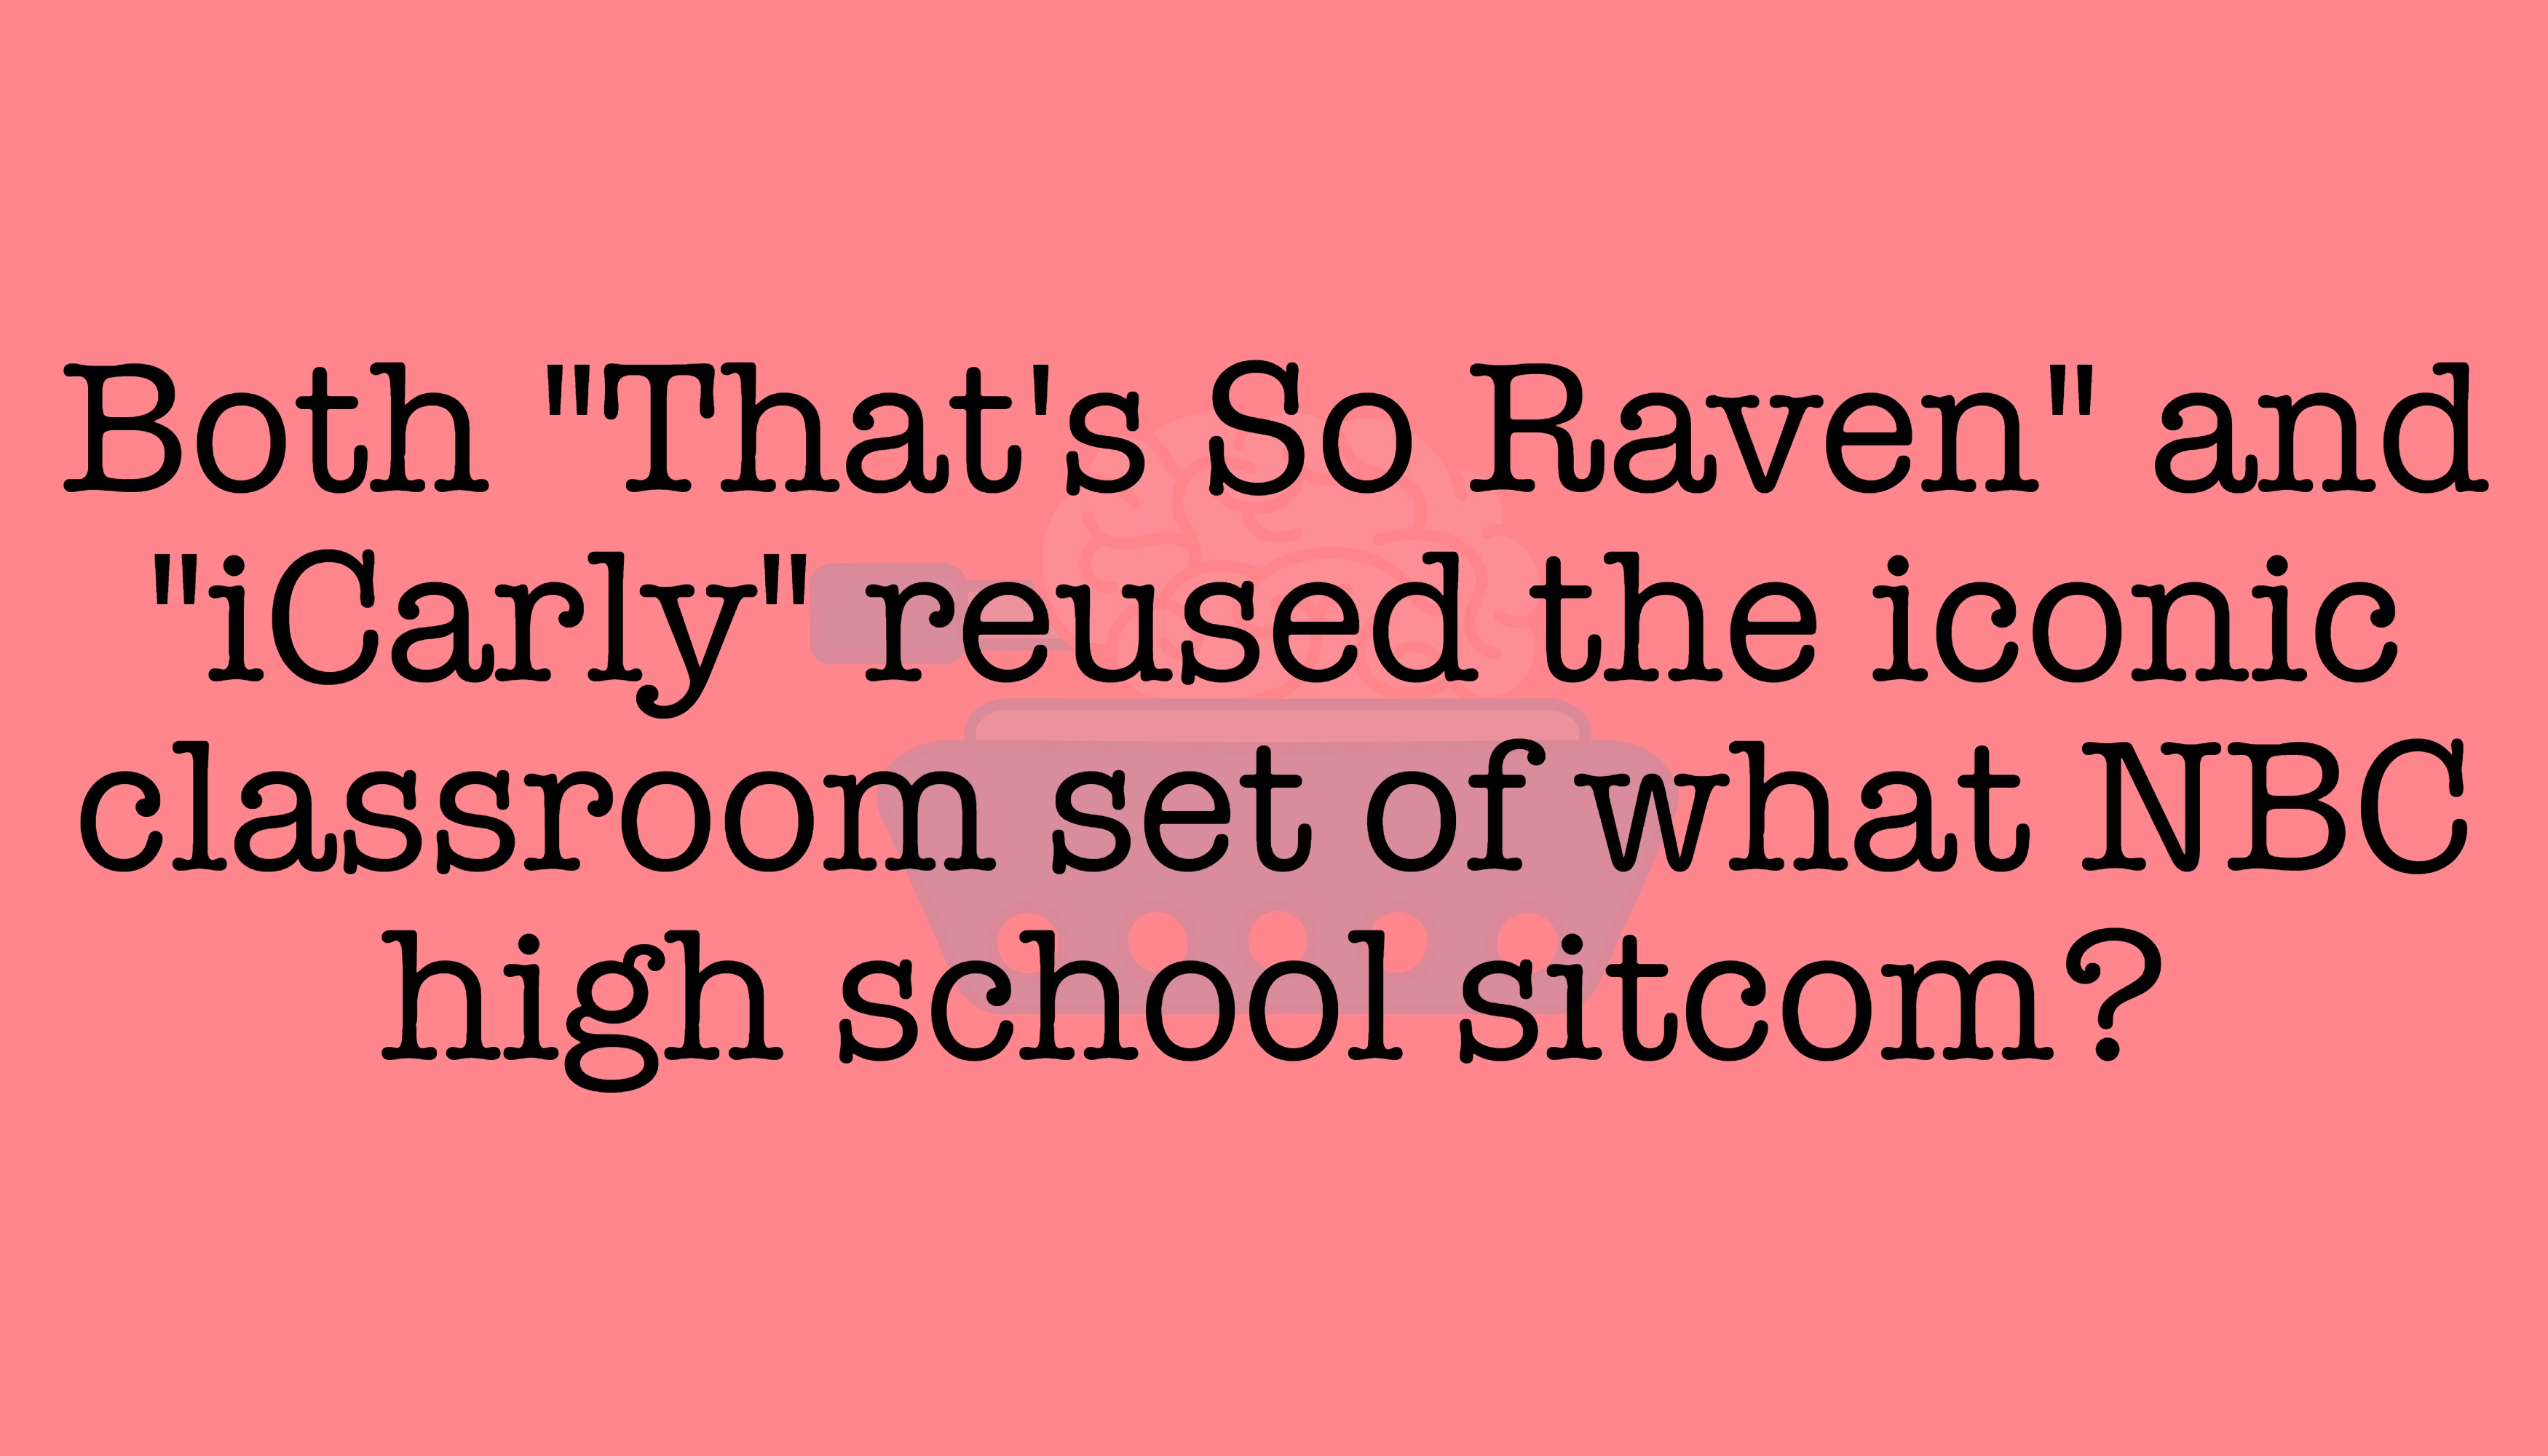 Both "That's So Raven" and
"iCarly" reused the iconic
classroom set of what NBC
high school sitcom?